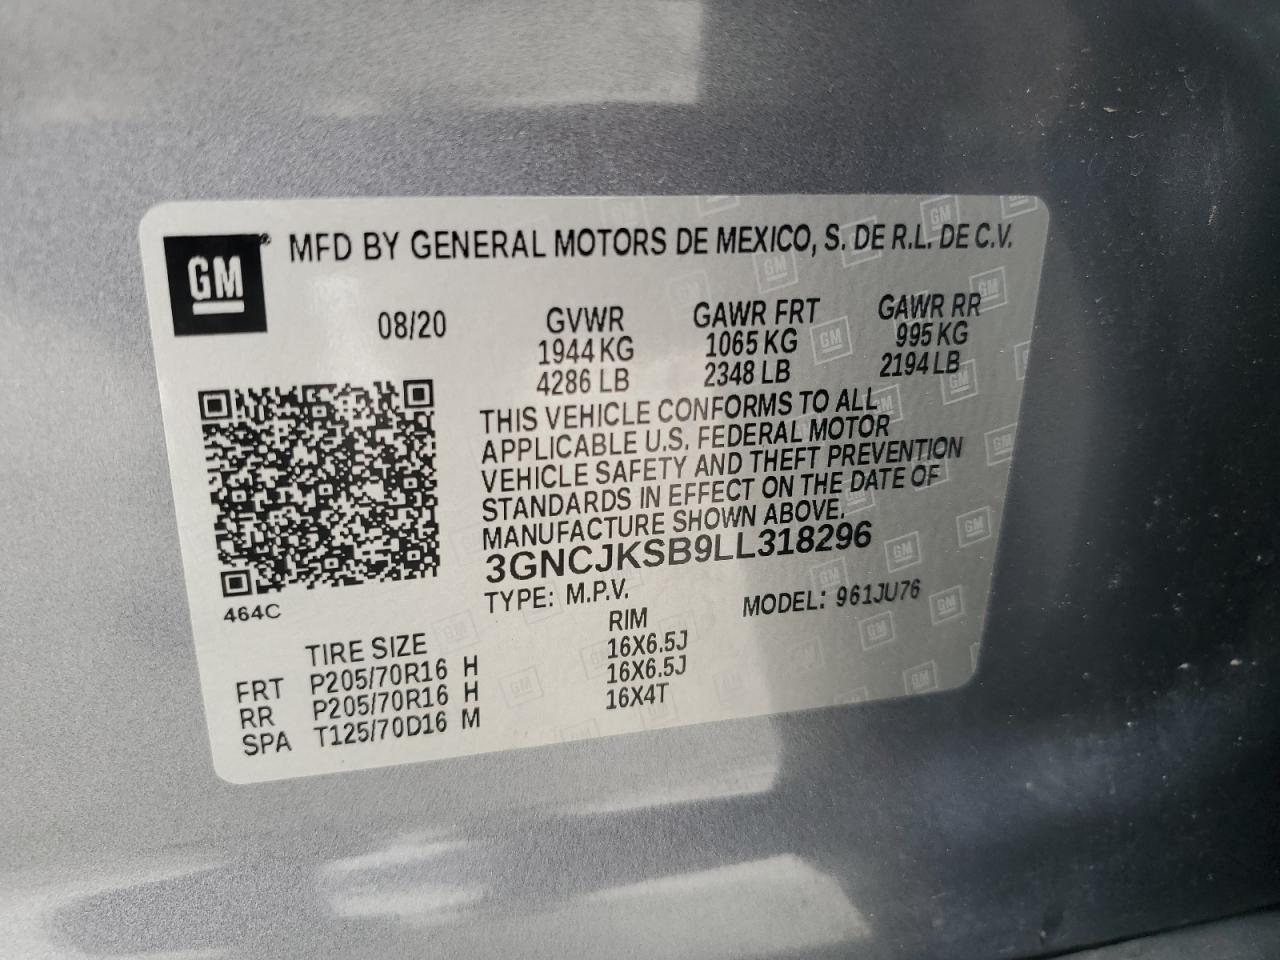 GM
MFD BY GENERAL MOTORS DE MEXICO, S. DE R.L. DE C.V.
08/20
GVWR GAWR FRT GAWR RR
1944 KG 1065 KG 995 KG
4286 LB 2348 LB 2194 LB
THIS VEHICLE CONFORMS TO ALL
APPLICABLE U.S. FEDERAL MOTOR
VEHICLE SAFETY AND THEFT PREVENTION
STANDARDS IN EFFECT ON THE DATE OF
MANUFACTURE SHOWN ABOVE.
3GNCJKSB9LL318296
TYPE: M.P.V. MODEL: 961JU76
464C
TIRE SIZE RIM
FRT P205/70R16 H 16X6.5J
RR P205/70R16 H 16X6.5J
SPA T125/70D16 M 16X4T